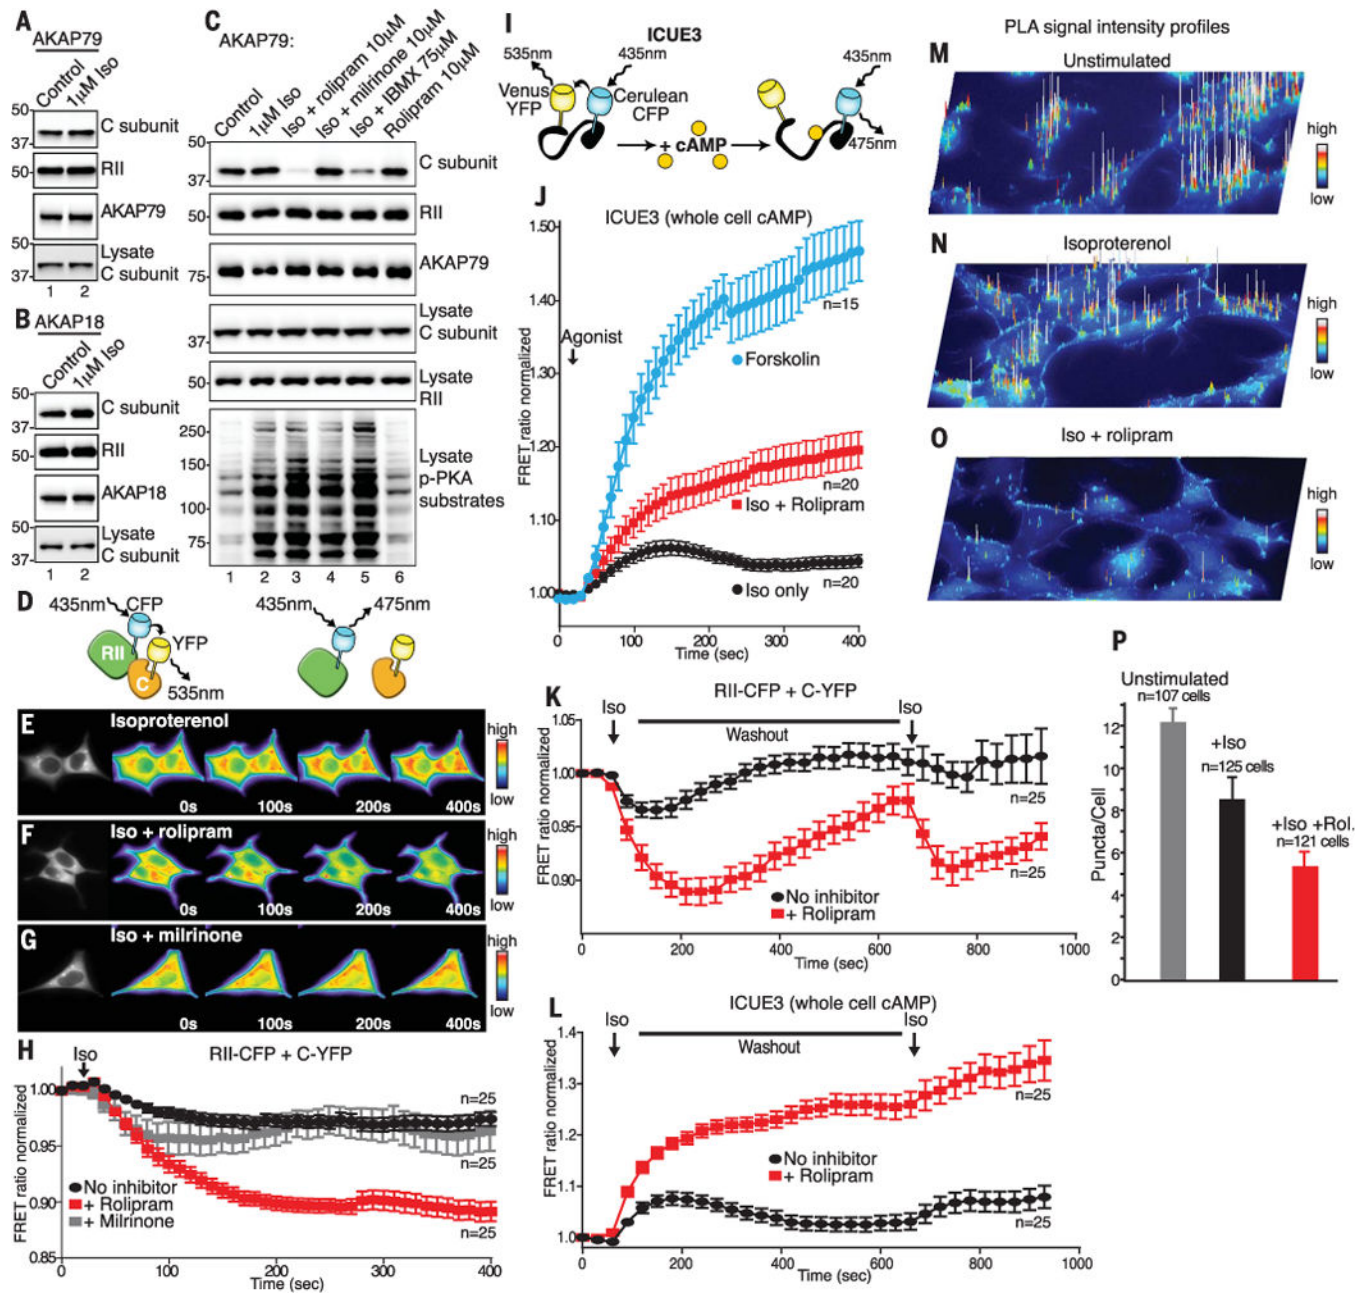 A
AKAP79
Control
1µM Iso
50
37
C subunit
50
RII
AKAP79
50
37
Lysate
C subunit
1 2
B
AKAP18
Control
1µM Iso
50
37
C subunit
50
RII
AKAP18
50
37
Lysate
C subunit
1 2
C
AKAP79:
Control
1µM Iso
Iso + rolipram 10µM
Iso + milrinone 10µM
Iso + IBMX 75µM
Rolipram 10µM
50
37
C subunit
50
RII
75
AKAP79
37
Lysate
C subunit
50
Lysate
RII
250
150
100
75
Lysate
p-PKA
substrates
1 2 3 4 5 6
D
435nm
CFP
YFP
RII
C
535nm
435nm
475nm
E
Isoproterenol
0s 100s 200s 400s
high
low
F
Iso + rolipram
0s 100s 200s 400s
high
low
G
Iso + milrinone
0s 100s 200s 400s
high
low
H
RII-CFP + C-YFP
Iso
FRET ratio normalized
1.00
0.95
0.90
0.85
n=25
n=25
n=25
No inhibitor
+ Rolipram
+ Milrinone
0 100 200 300 400
Time (sec)
I
ICUE3
535nm
435nm
Venus
YFP
Cerulean
CFP
+ cAMP
435nm
475nm
J
ICUE3 (whole cell cAMP)
FRET ratio normalized
1.50
1.40
1.30
1.20
1.10
1.00
Agonist
n=15
Forskolin
n=20
Iso + Rolipram
n=20
Iso only
0 100 200 300 400
Time (sec)
K
RII-CFP + C-YFP
Iso
Iso
Washout
FRET ratio normalized
1.05
1.00
0.95
0.90
n=25
n=25
No inhibitor
+ Rolipram
0 200 400 600 800 1000
Time (sec)
L
ICUE3 (whole cell cAMP)
Iso
Iso
Washout
FRET ratio normalized
1.4
1.3
1.2
1.1
1.0
n=25
No inhibitor
+ Rolipram
n=25
0 200 400 600 800 1000
Time (sec)
PLA signal intensity profiles
M
Unstimulated
high
low
N
Isoproterenol
high
low
O
Iso + rolipram
high
low
P
Unstimulated
n=107 cells
+Iso
n=125 cells
+Iso +Rol.
n=121 cells
Puncta/Cell
12
10
8
6
4
2
0